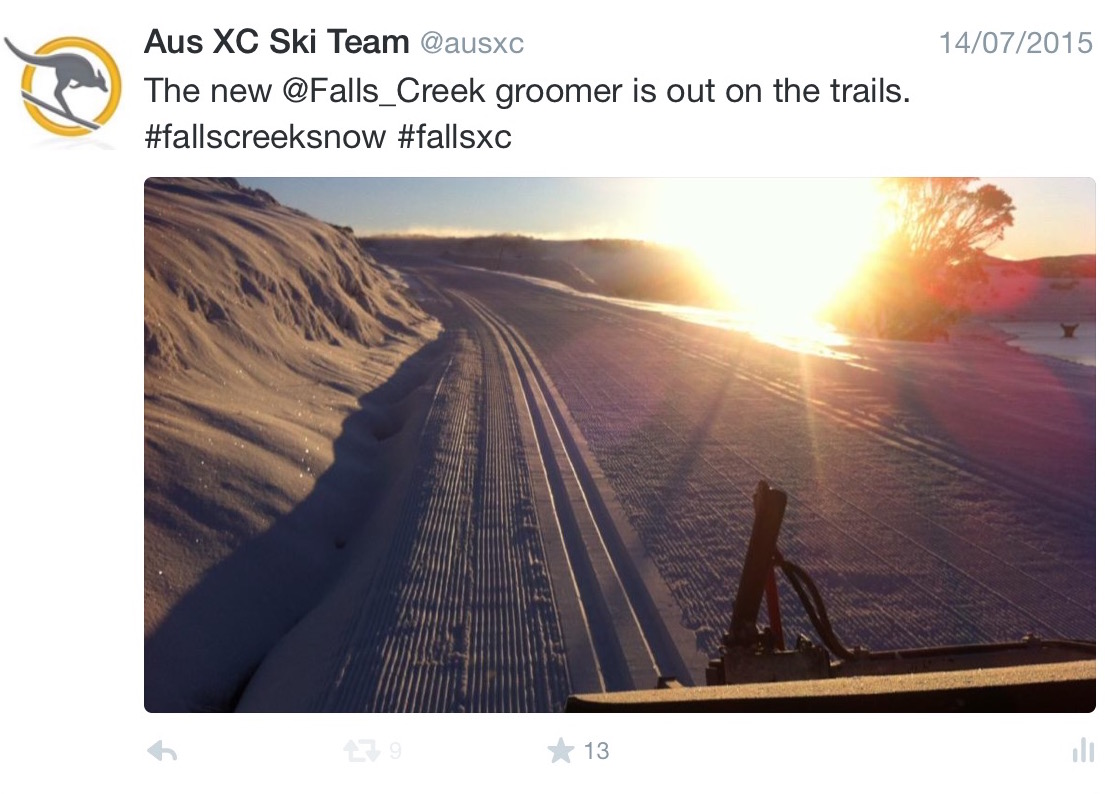 Aus XC Ski Team @ausxc 14/07/2015
The new @Falls_Creek groomer is out on the trails.
#fallscreeksnow #fallsxc
9 13